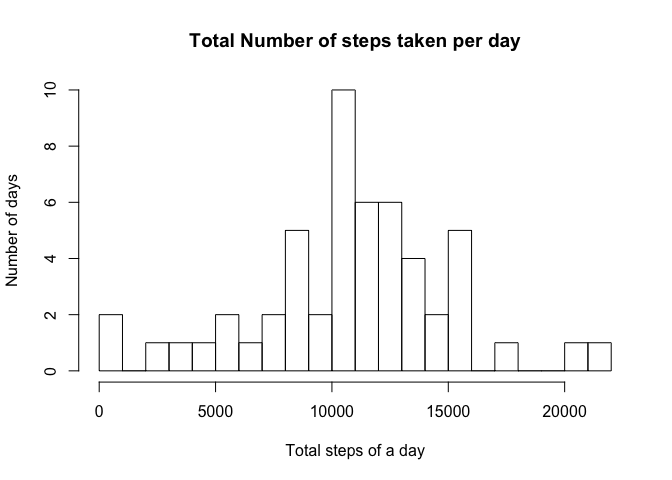 Total Number of steps taken per day
Number of days
10
8
6
4
2
0
0 5000 10000 15000 20000
Total steps of a day